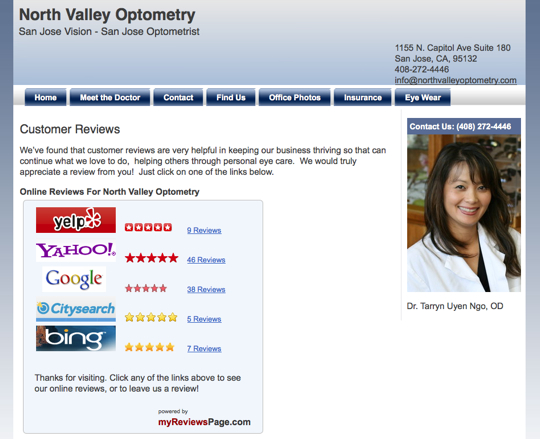 North Valley Optometry
San Jose Vision - San Jose Optometrist
1155 N. Capitol Ave Suite 180
San Jose, CA, 95132
408-272-4446
info@northvalleyoptometry.com
Home Meet the Doctor Contact Find Us Office Photos Insurance Eye Wear
Customer Reviews
We've found that customer reviews are very helpful in keeping our business thriving so that can
continue what we love to do, helping others through personal eye care. We would truly
appreciate a review from you! Just click on one of the links below.
Online Reviews For North Valley Optometry
yelp 9 Reviews
YAHOO! 46 Reviews
Google 38 Reviews
Citysearch 5 Reviews
bing 7 Reviews
Thanks for visiting. Click any of the links above to see
our online reviews, or to leave us a review!
powered by
myReviewsPage.com
Contact Us: (408) 272-4446
Dr. Tarryn Uyen Ngo, OD